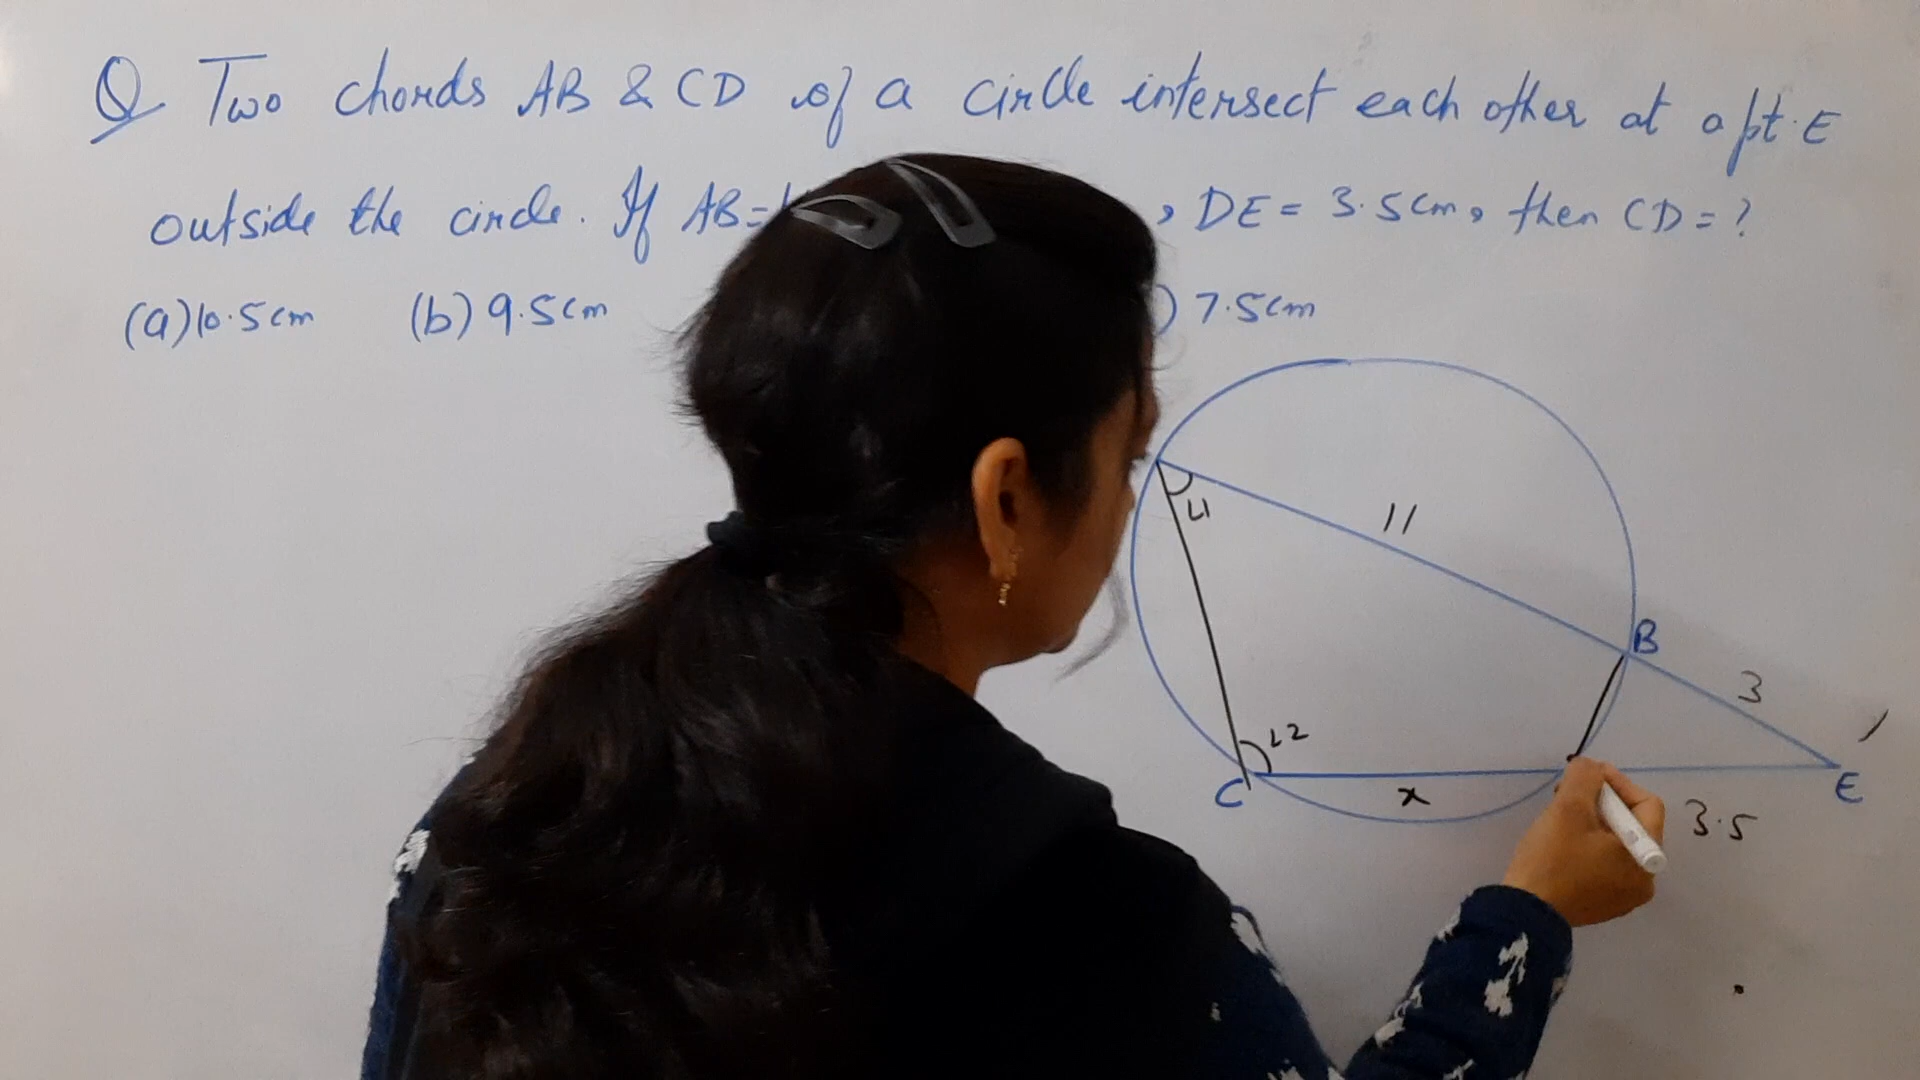 Q Two chords AB & CD of a circle intersect each other at a pt. E
outside the circle. If AB= , DE = 3.5cm, then CD = ?
(a) 10.5cm (b) 9.5cm ) 7.5cm
∠1
11
B
3
∠2
C
x
E
3.5